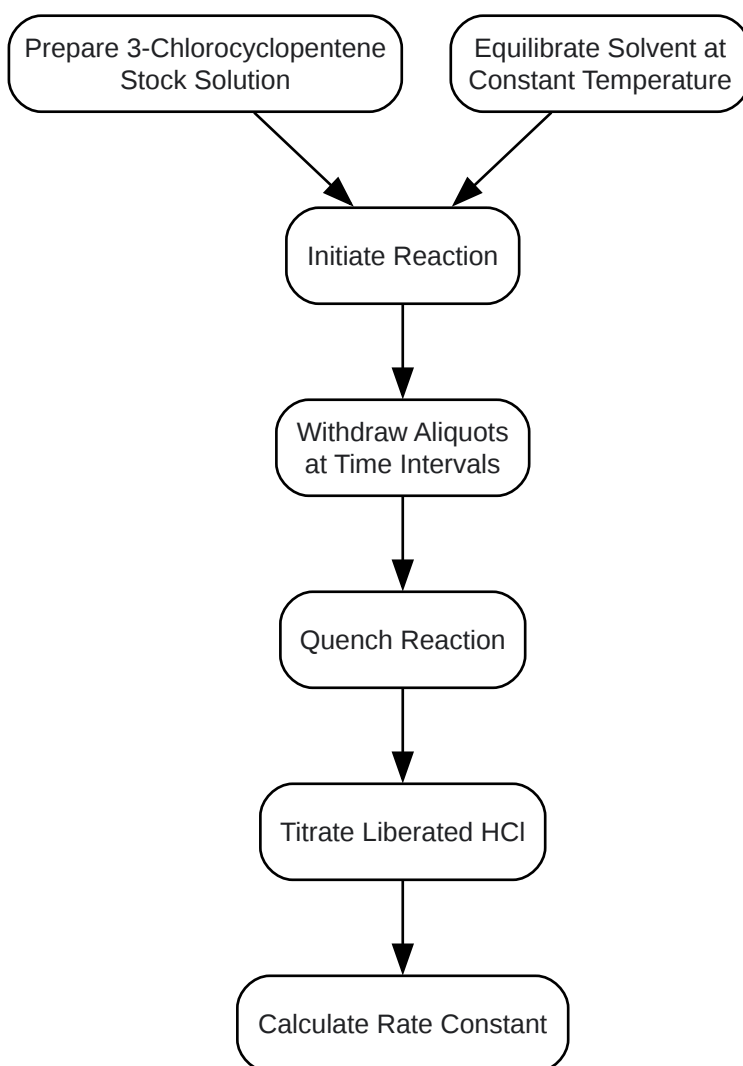 Prepare 3-Chlorocyclopentene
Stock Solution
Equilibrate Solvent at
Constant Temperature
Initiate Reaction
Withdraw Aliquots
at Time Intervals
Quench Reaction
Titrate Liberated HCl
Calculate Rate Constant